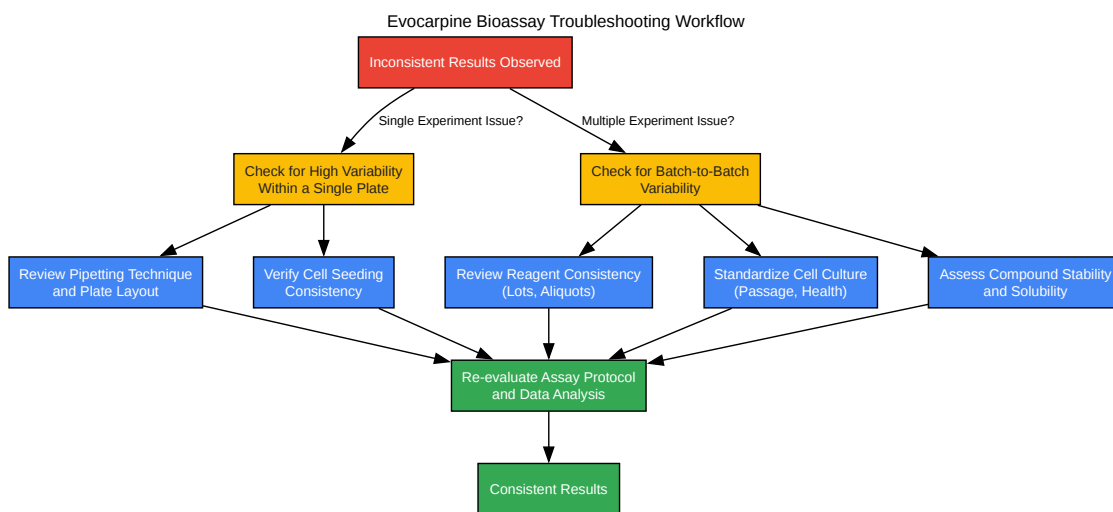 Evocarpine Bioassay Troubleshooting Workflow
Inconsistent Results Observed
Single Experiment Issue?
Multiple Experiment Issue?
Check for High Variability
Within a Single Plate
Check for Batch-to-Batch
Variability
Review Pipetting Technique
and Plate Layout
Verify Cell Seeding
Consistency
Review Reagent Consistency
(Lots, Aliquots)
Standardize Cell Culture
(Passage, Health)
Assess Compound Stability
and Solubility
Re-evaluate Assay Protocol
and Data Analysis
Consistent Results